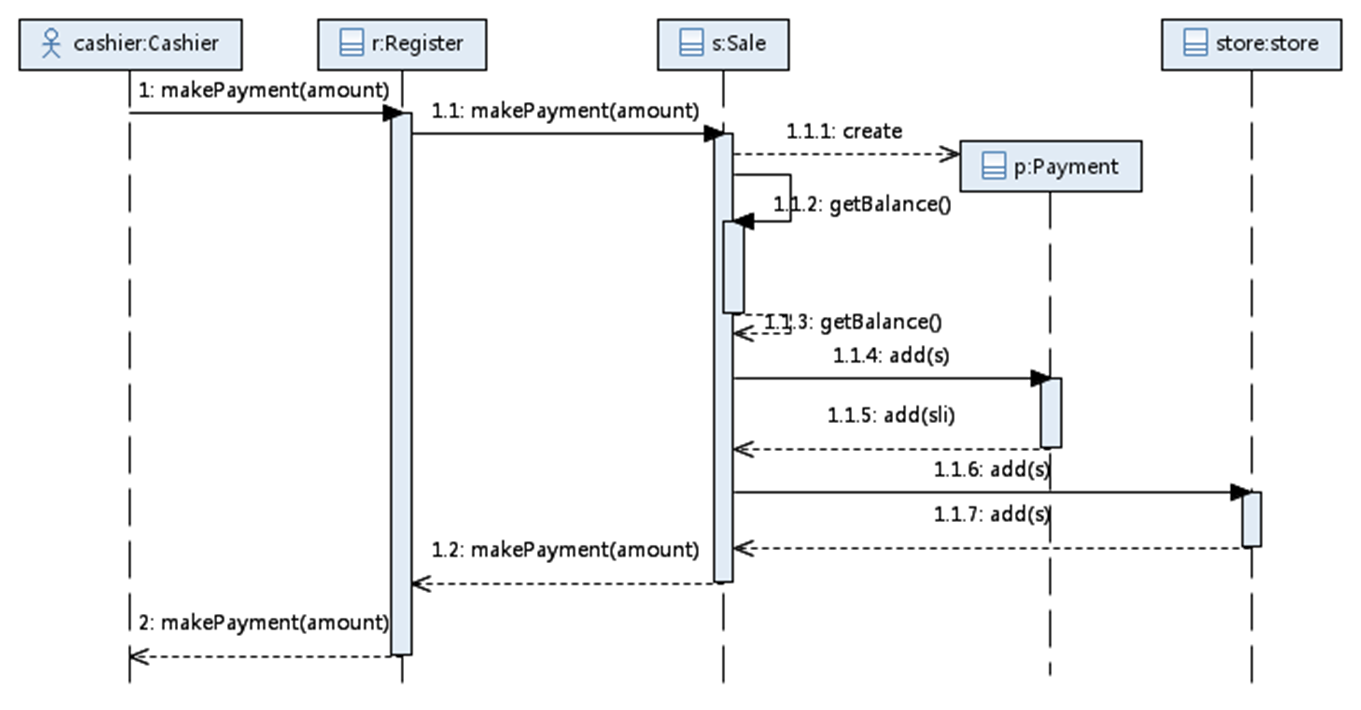 cashier:Cashier
r:Register
s:Sale
store:store
1: makePayment(amount)
1.1: makePayment(amount)
1.1.1: create
p:Payment
1.1.2: getBalance()
1.1.3: getBalance()
1.1.4: add(s)
1.1.5: add(sli)
1.1.6: add(s)
1.1.7: add(s)
1.2: makePayment(amount)
2: makePayment(amount)